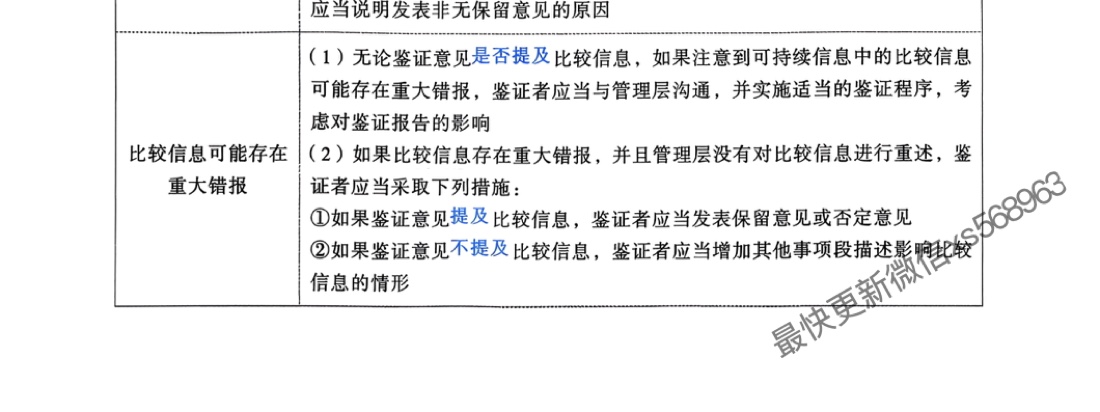 应当说明发表非无保留意见的原因
比较信息可能存在
重大错报
（1）无论鉴证意见是否提及比较信息，如果注意到可持续信息中的比较信息
可能存在重大错报，鉴证者应当与管理层沟通，并实施适当的鉴证程序，考
虑对鉴证报告的影响
（2）如果比较信息存在重大错报，并且管理层没有对比较信息进行重述，鉴
证者应当采取下列措施：
①如果鉴证意见提及比较信息，鉴证者应当发表保留意见或否定意见
②如果鉴证意见不提及比较信息，鉴证者应当增加其他事项段描述影响比较
信息的情形
最快更新微信xs568963